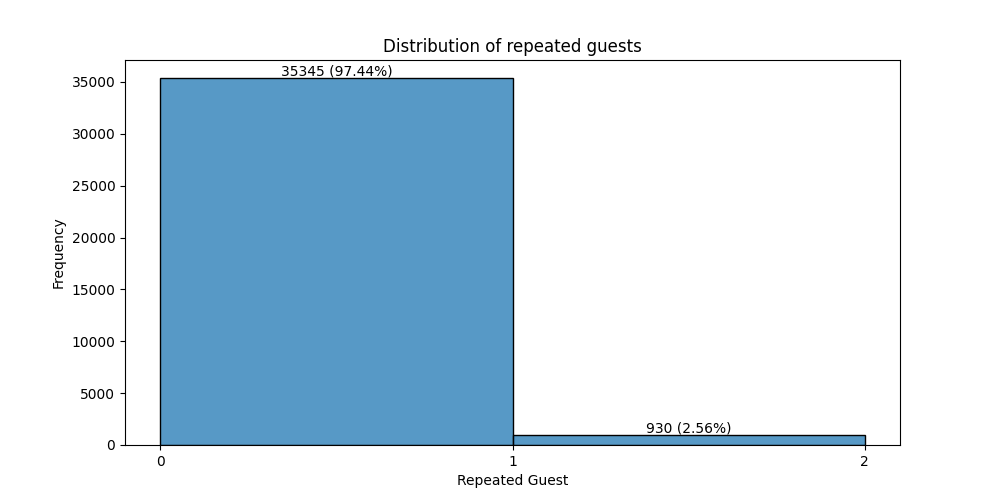 Distribution of repeated guests
35345 (97.44%)
35000
30000
25000
20000
15000
10000
5000
0
Frequency
930 (2.56%)
0 1 2
Repeated Guest